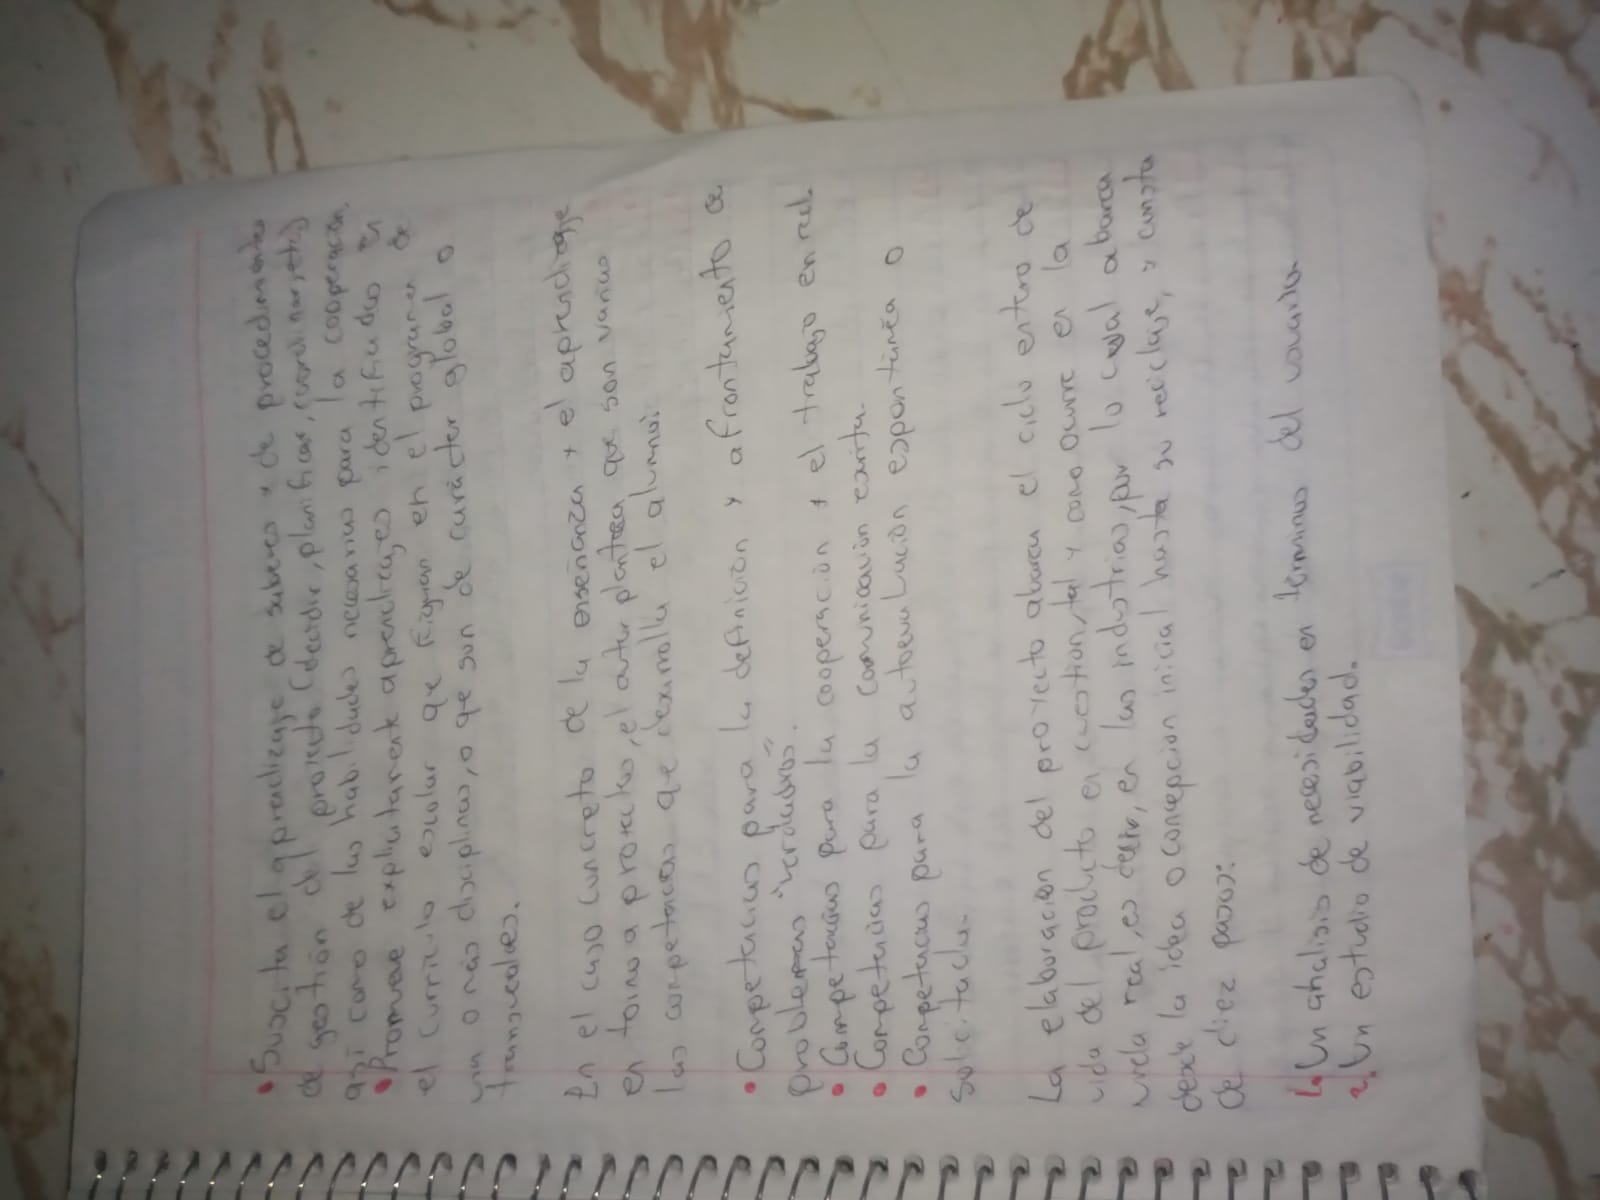 • Suscita el aprendizaje de saberes y de procedimientos
de gestión del proyecto (decidir, planificar, coordinar, etc)
así como de las habilidades necesarias para la cooperación.
• Promueve explicitamente aprendizajes identificados en
el currículo escolar que figuran en el programa de
una o más disciplinas, o que son de carácter global o
transversales.
En el caso concreto de la enseñanza y el aprendizaje
en torno a proyectos, el autor plantea que son varias
las competencias que desarrolla el alumno:
• Competencias para la definición y afrontamiento de
problemas "verdaderos".
• Competencias para la cooperación y el trabajo en red.
• Competencias para la comunicación escrita.
• Competencias para la autoevaluación espontánea o
solicitada.
La elaboración del proyecto abarca el ciclo entero de
vida del producto en cuestion, tal y como ocurre en la
vida real, es decir, en las industrias, por lo cual abarca
desde la idea o concepcion inicial hasta su reciclaje, y consta
de diez pasos:
1. Un análisis de necesidades en términos del usuario.
2. Un estudio de viabilidad.